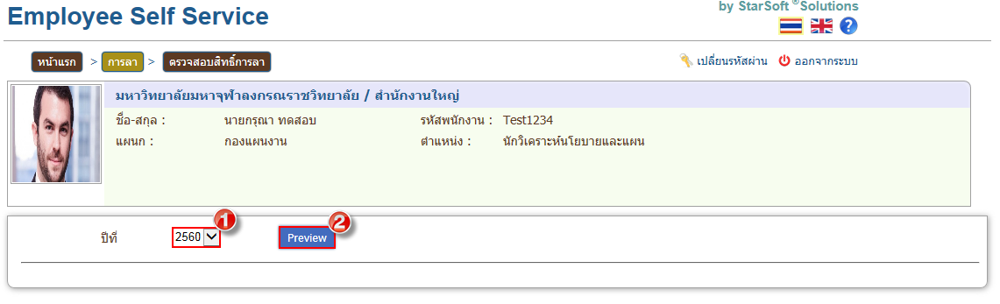 Employee Self Service
by StarSoft ®Solutions
หน้าแรก > การลา > ตรวจสอบสิทธิ์การลา
เปลี่ยนรหัสผ่าน ออกจากระบบ
มหาวิทยาลัยมหาจุฬาลงกรณราชวิทยาลัย / สำนักงานใหญ่
ชื่อ-สกุล : นายกรุณา ทดสอบ รหัสพนักงาน : Test1234
แผนก : กองแผนงาน ตำแหน่ง : นักวิเคราะห์นโยบายและแผน
1 2
ปีที่ 2560 Preview